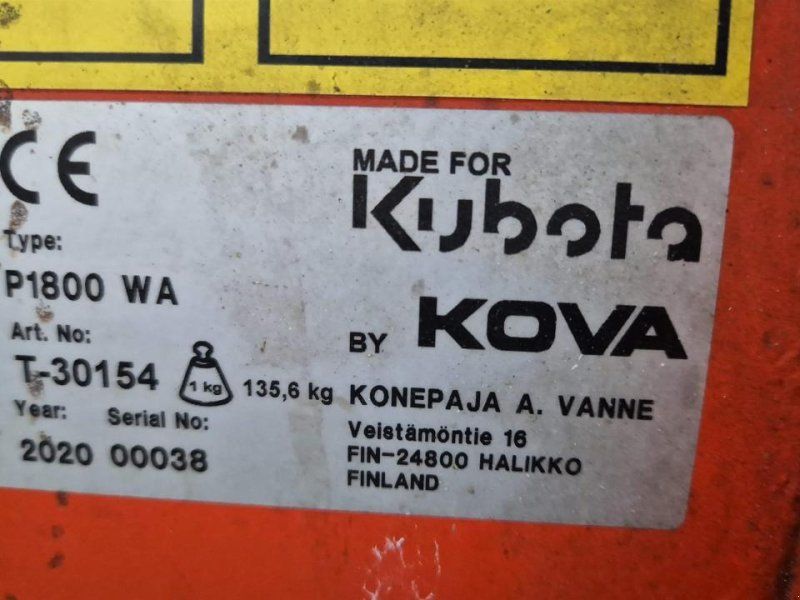 CE
MADE FOR
Kubota
Type:
P1800 WA
BY KOVA
Art. No:
T-30154 1 kg 135,6 kg
KONEPAJA A. VANNE
Year: Serial No:
2020 00038
Veistämöntie 16
FIN-24800 HALIKKO
FINLAND